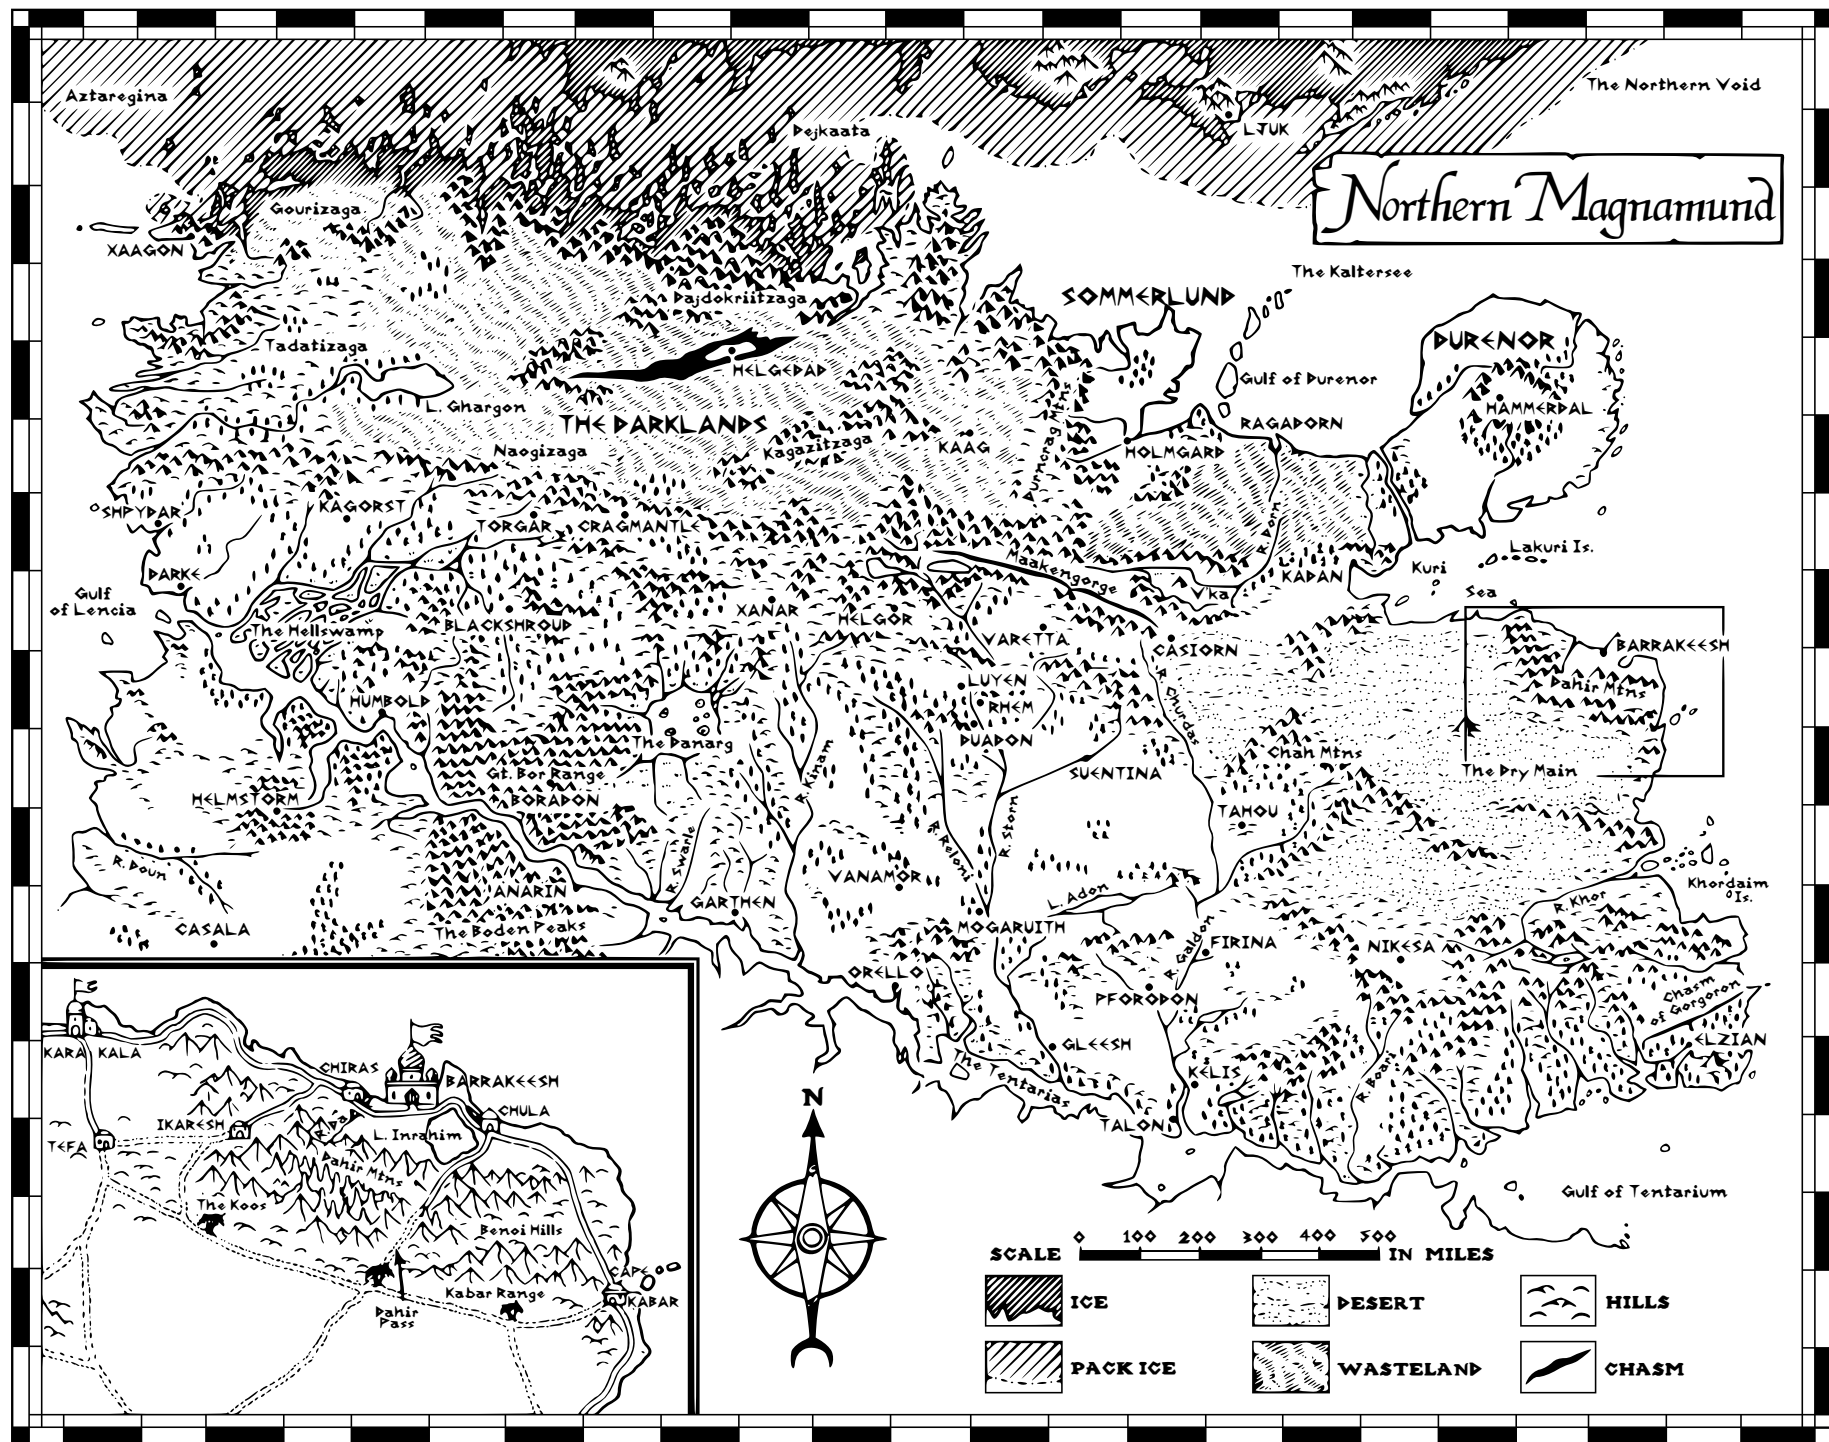 Aztaregina
The Northern Void
Dejkaata
LJUK
Northern Magnamund
Gourizaga
XAAGON
The Kaltersee
SOMMERLUND
Dajdokriitzaga
Tadatizaga
DURENOR
HELGEDAD
Gulf of Durenor
L. Ghargon
HAMMERDAL
THE DARKLANDS
RAGADORN
Durncrag Mtns
Naogizaga
Kagazitzaga
KAAG
HOLMGARD
SHPYDAR
KAGORST
TORGAR
CRAGMANTLE
R. Dorn
Lakuri Is.
Maakengorge
DARKE
KADAN
Kuri
Sea
Gulf
of Lencia
V'ka
XANAR
HELGOR
The Hellswamp
BLACKSHROUD
VARETTA
CASIORN
BARRAKEESH
LUYEN
R. Churdas
Dahir Mtns
HUMBOLD
RHEM
The Danarg
DUADON
Chah Mtns
Gt. Bor Range
SUENTINA
The Dry Main
R. Kinam
HELMSTORM
BORADON
TAHOU
R. Storn
R. Reloni
R. Swarle
R. Doun
VANAMOR
ANARIN
L. Adon
Khordaim
Is.
GARTHEN
R. Khor
CASALA
The Boden Peaks
MOGARUITH
FIRINA
NIKESA
R. Galdon
ORELLO
PFORODON
Chasm
of Gorgoron
ELZIAN
GLEESH
The Tentarias
KELIS
R. Boari
TALON
Gulf of Tentarium
KARA KALA
CHIRAS
BARRAKEESH
CHULA
IKARESH
TEFA
L. Inrahim
Dahir Mtns
The Koos
Benoi Hills
CAPE
KABAR
Kabar Range
Dahir
Pass
N
0 100 200 300 400 500
SCALE IN MILES
ICE
DESERT
HILLS
PACK ICE
WASTELAND
CHASM